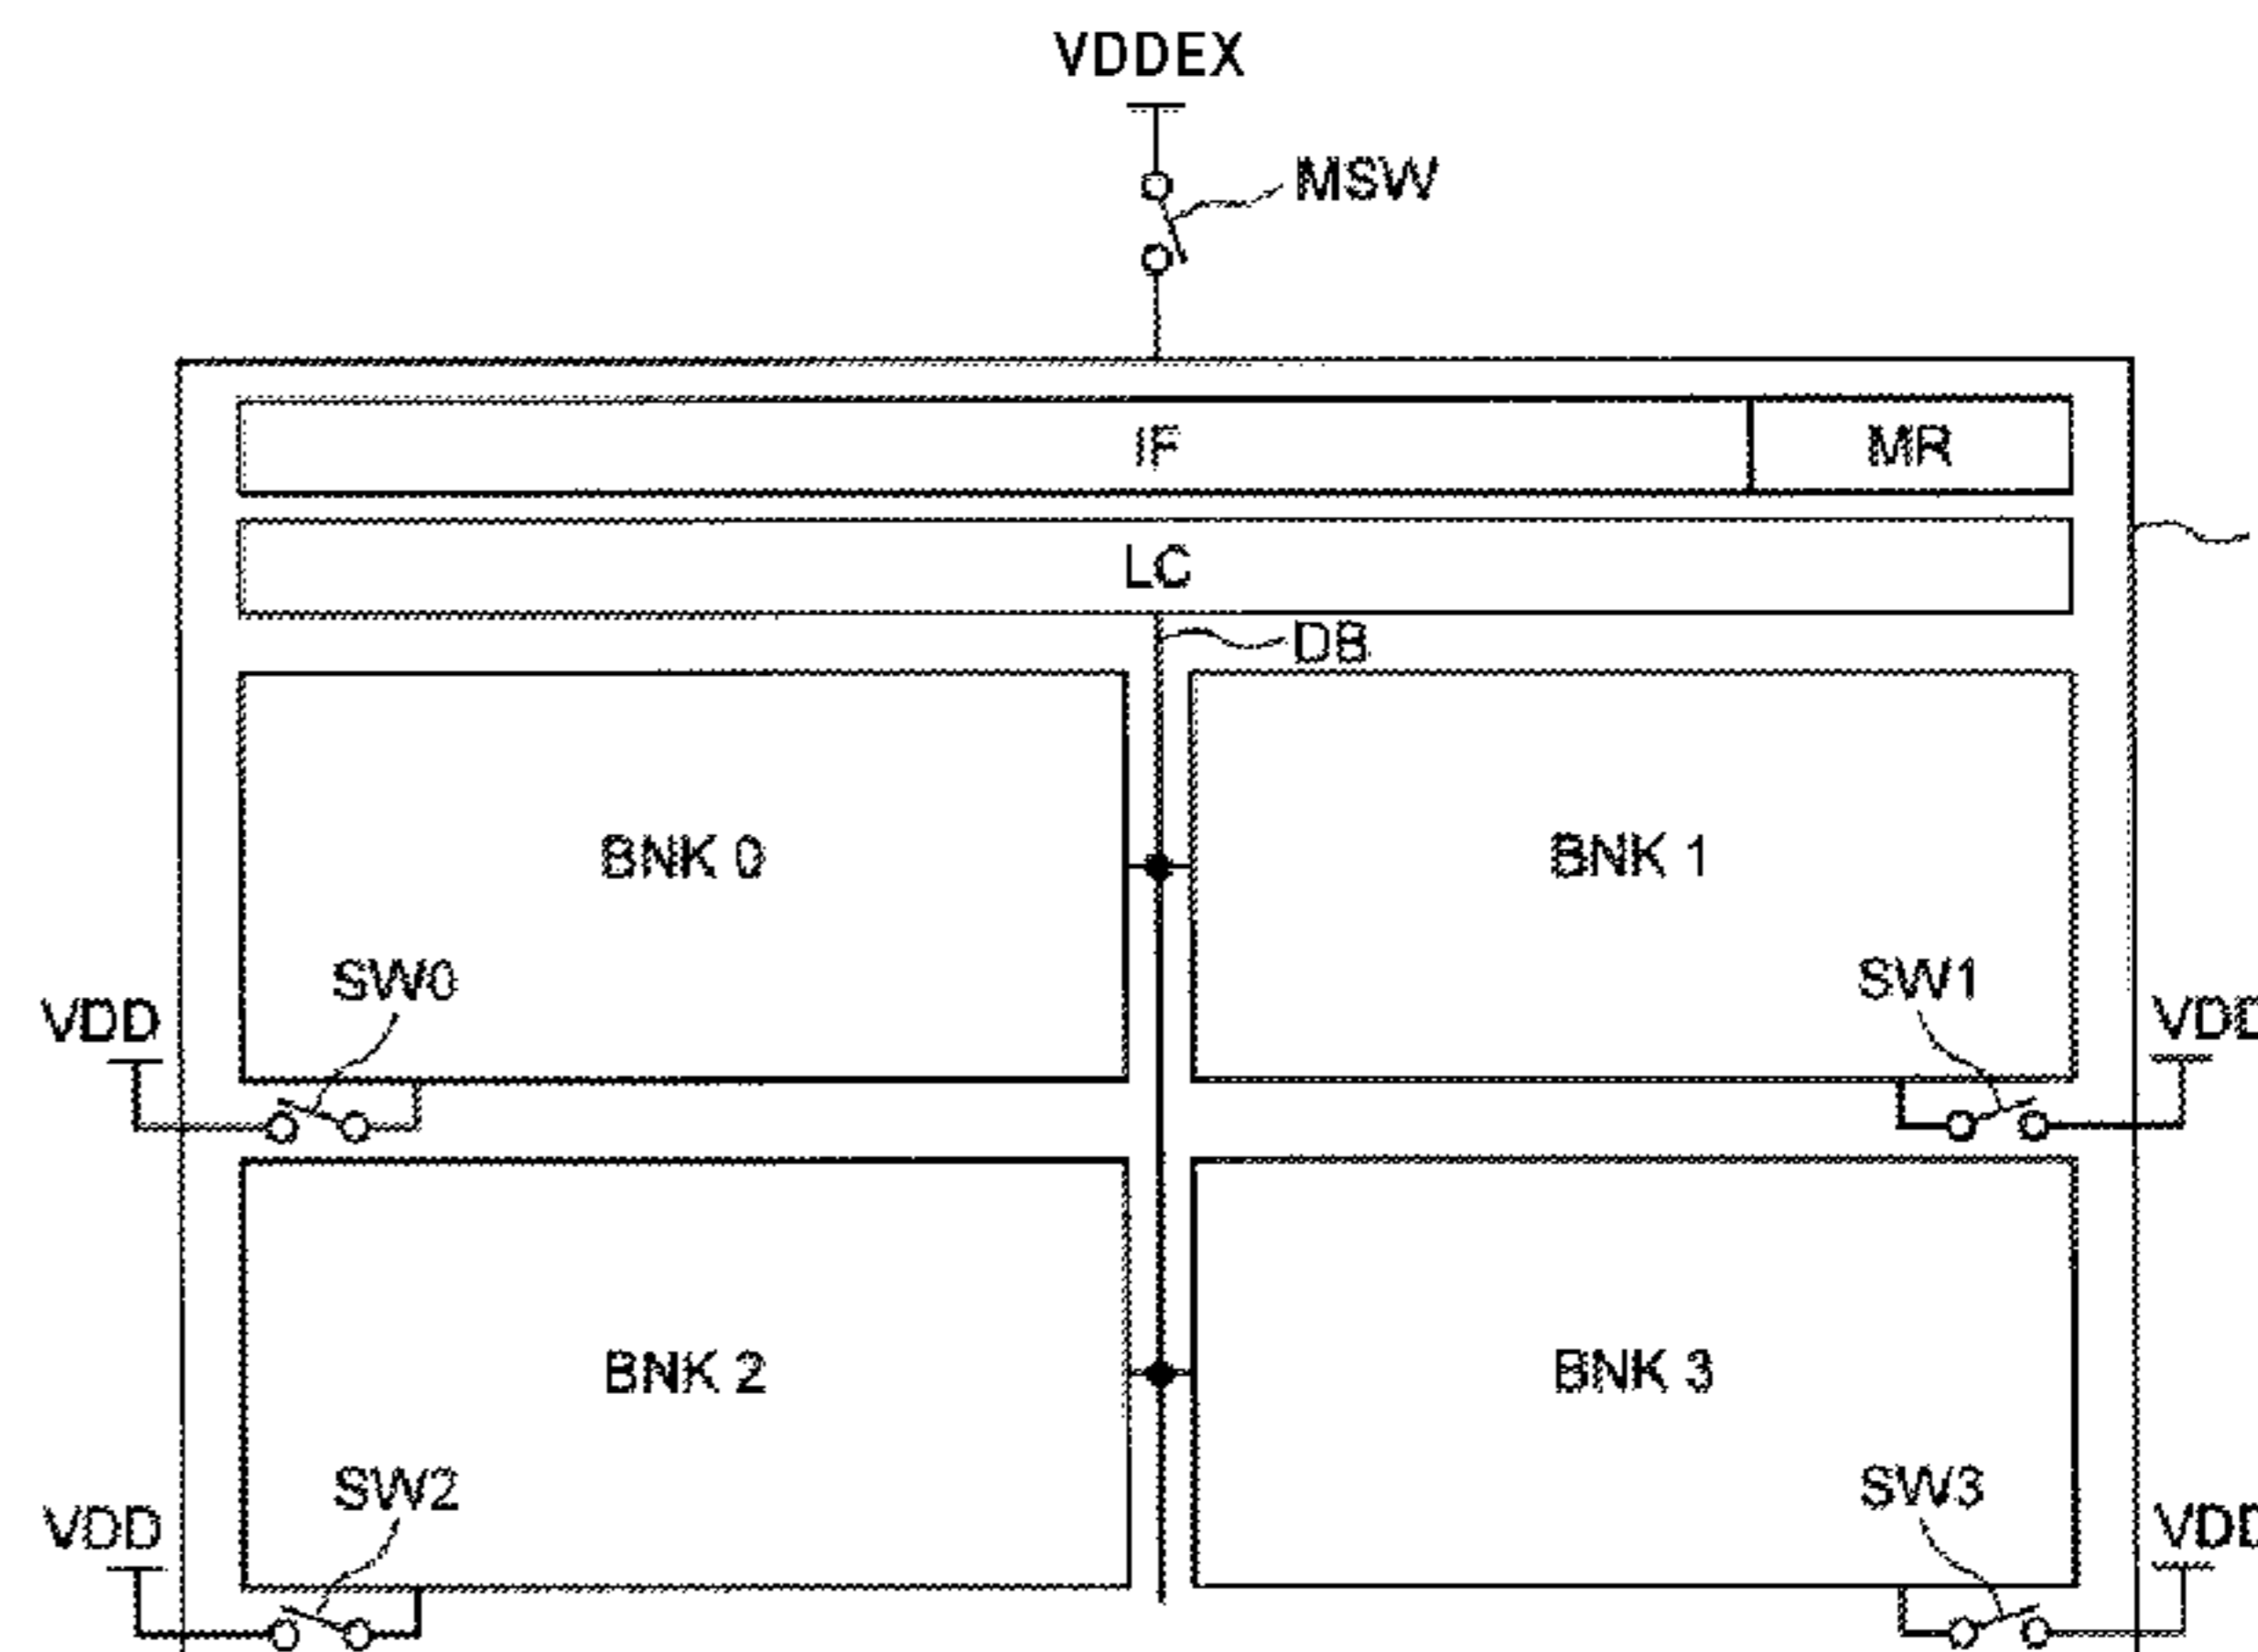 VDDEX
MSW
IF MR
LC
DB
BNK 0 BNK 1
SW0 SW1
VDD VDD
BNK 2 BNK 3
SW2 SW3
VDD VDD